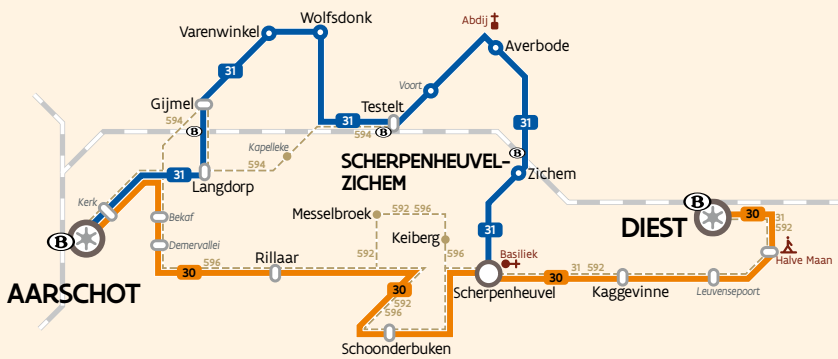 Abdij
Wolfsdonk
Varenwinkel
Averbode
31
Voort
Gijmel
Testelt
594
31
31
B
B
594
Kapelleke
B
594
SCHERPENHEUVEL-
ZICHEM
Zichem
31
Langdorp
Kerk
B
Messelbroek
592 596
30
31
592
Bekaf
DIEST
B
Keiberg
31
Demervallei
Rillaar
592
596
Basiliek
Halve Maan
596
30
30
31 592
AARSCHOT
30
Scherpenheuvel
Kaggevinne
Leuvensepoort
592
596
Schoonderbuken